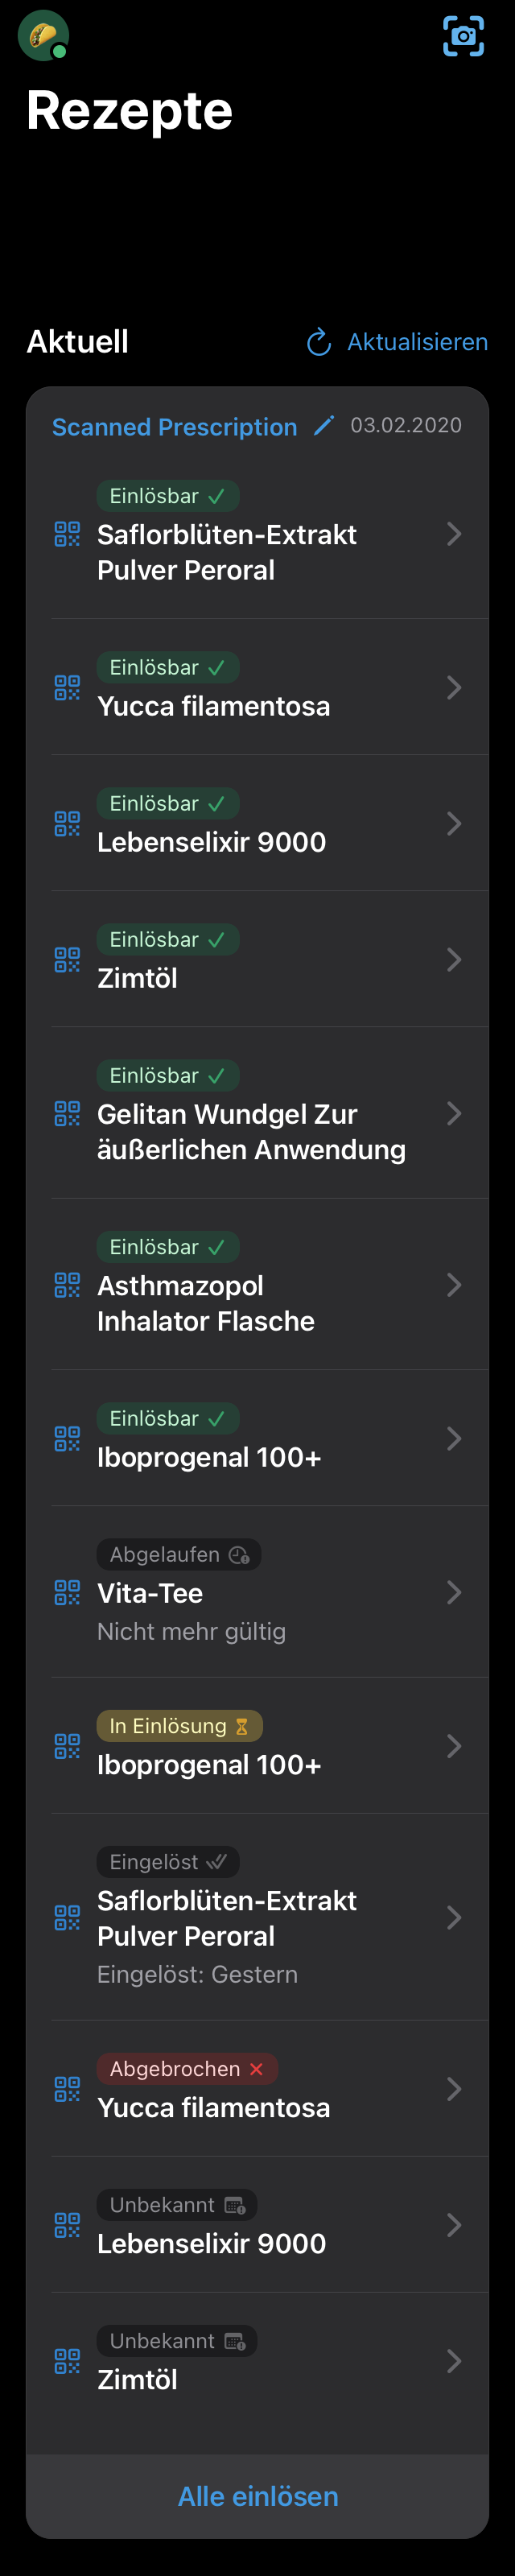 Rezepte
Aktuell
Aktualisieren
Scanned Prescription
03.02.2020
Einlösbar
Saflorblüten-Extrakt
Pulver Peroral
Einlösbar
Yucca filamentosa
Einlösbar
Lebenselixir 9000
Einlösbar
Zimtöl
Einlösbar
Gelitan Wundgel Zur
äußerlichen Anwendung
Einlösbar
Asthmazopol
Inhalator Flasche
Einlösbar
Iboprogenal 100+
Abgelaufen
Vita-Tee
Nicht mehr gültig
In Einlösung
Iboprogenal 100+
Eingelöst
Saflorblüten-Extrakt
Pulver Peroral
Eingelöst: Gestern
Abgebrochen
Yucca filamentosa
Unbekannt
Lebenselixir 9000
Unbekannt
Zimtöl
Alle einlösen